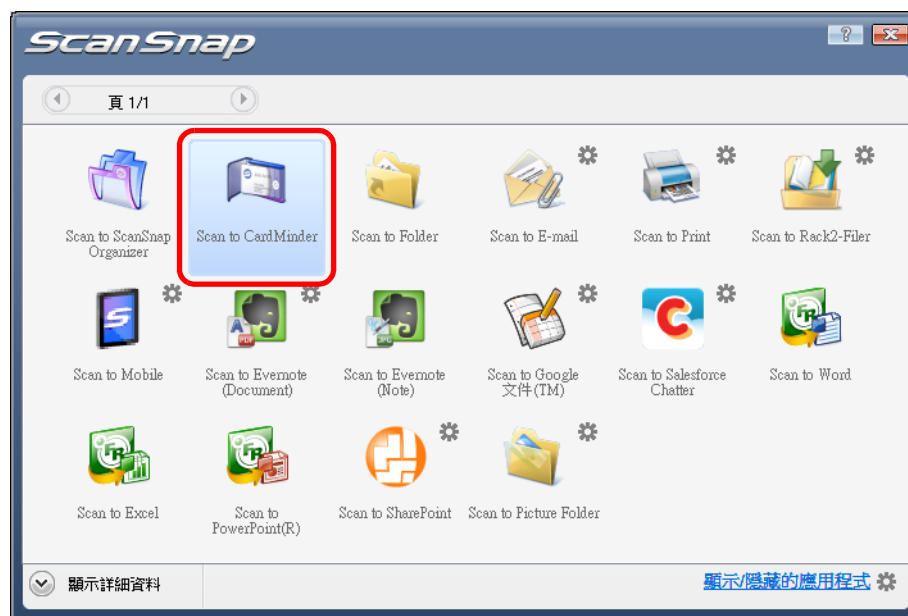 ScanSnap
?
頁 1/1
Scan to ScanSnap
Organizer
Scan to CardMinder
Scan to Folder
Scan to E-mail
Scan to Print
Scan to Rack2-Filer
Scan to Mobile
Scan to Evernote
(Document)
Scan to Evernote
(Note)
Scan to Google
文件(TM)
Scan to Salesforce
Chatter
Scan to Word
Scan to Excel
Scan to
PowerPoint(R)
Scan to SharePoint
Scan to Picture Folder
顯示詳細資料
顯示/隱藏的應用程式